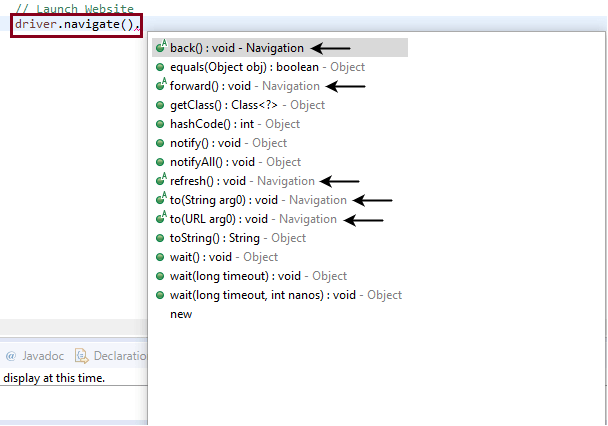 // Launch Website
driver.navigate().
back() : void - Navigation
equals(Object obj) : boolean - Object
forward() : void - Navigation
getClass() : Class<?> - Object
hashCode() : int - Object
notify() : void - Object
notifyAll() : void - Object
refresh() : void - Navigation
to(String arg0) : void - Navigation
to(URL arg0) : void - Navigation
toString() : String - Object
wait() : void - Object
wait(long timeout) : void - Object
wait(long timeout, int nanos) : void - Object
new
@ Javadoc Declaratio
display at this time.